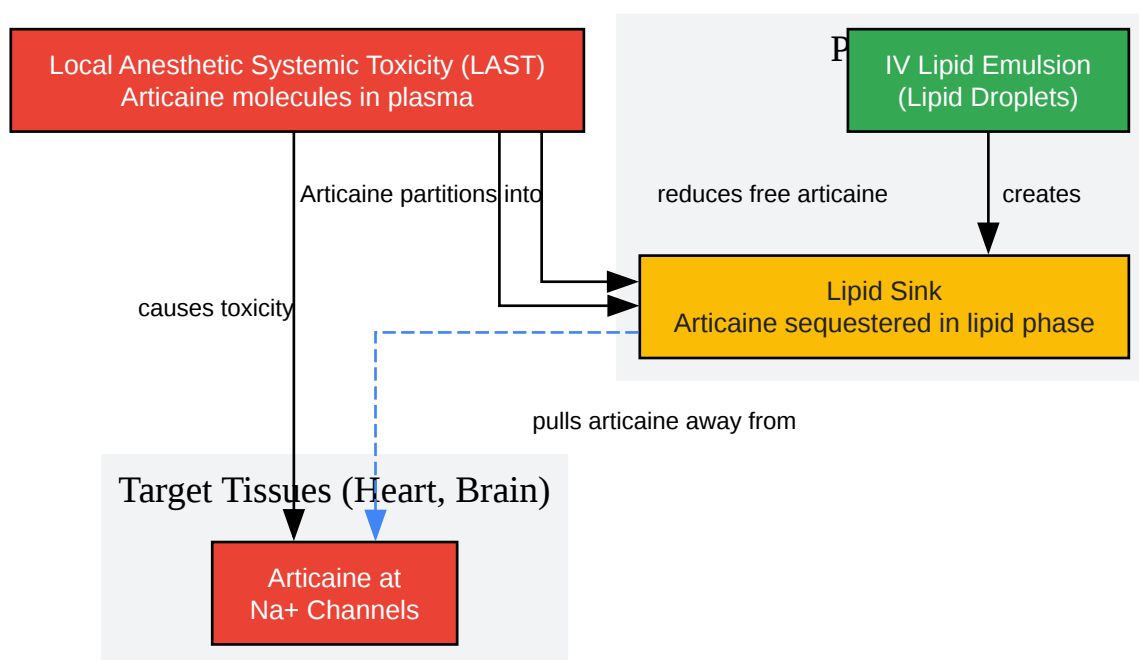 Local Anesthetic Systemic Toxicity (LAST)
Articaine molecules in plasma
P
IV Lipid Emulsion
(Lipid Droplets)
Articaine partitions into
reduces free articaine
creates
Lipid Sink
Articaine sequestered in lipid phase
causes toxicity
pulls articaine away from
Target Tissues (Heart, Brain)
Articaine at
Na+ Channels